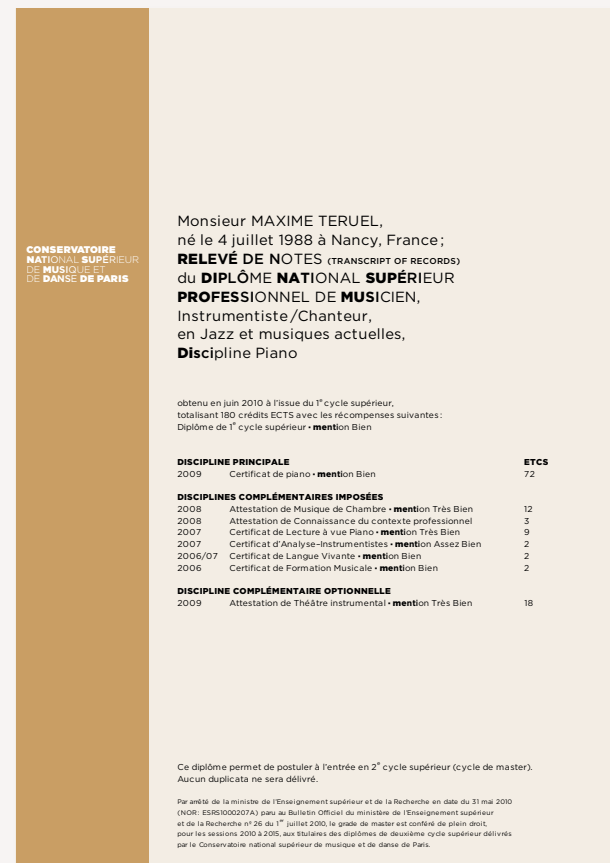 CONSERVATOIRE
NATIONAL SUPÉRIEUR
DE MUSIQUE ET
DE DANSE DE PARIS
Monsieur MAXIME TERUEL,
né le 4 juillet 1988 à Nancy, France ;
RELEVÉ DE NOTES (TRANSCRIPT OF RECORDS)
du DIPLÔME NATIONAL SUPÉRIEUR
PROFESSIONNEL DE MUSICIEN,
Instrumentiste/Chanteur,
en Jazz et musiques actuelles,
Discipline Piano
obtenu en juin 2010 à l'issue du 1e cycle supérieur,
totalisant 180 crédits ECTS avec les récompenses suivantes :
Diplôme de 1e cycle supérieur • mention Bien
DISCIPLINE PRINCIPALE ETCS
2009 Certificat de piano • mention Bien 72
DISCIPLINES COMPLÉMENTAIRES IMPOSÉES
2008 Attestation de Musique de Chambre • mention Très Bien 12
2008 Attestation de Connaissance du contexte professionnel 3
2007 Certificat de Lecture à vue Piano • mention Très Bien 9
2007 Certificat d'Analyse-Instrumentistes • mention Assez Bien 2
2006/07 Certificat de Langue Vivante • mention Bien 2
2006 Certificat de Formation Musicale • mention Bien 2
DISCIPLINE COMPLÉMENTAIRE OPTIONNELLE
2009 Attestation de Théâtre instrumental • mention Très Bien 18
Ce diplôme permet de postuler à l'entrée en 2e cycle supérieur (cycle de master).
Aucun duplicata ne sera délivré.
Par arrêté de la ministre de l'Enseignement supérieur et de la Recherche en date du 31 mai 2010
(NOR: ESRS1000207A) paru au Bulletin Officiel du ministère de l'Enseignement supérieur
et de la Recherche nº 26 du 1er juillet 2010, le grade de master est conféré de plein droit,
pour les sessions 2010 à 2015, aux titulaires des diplômes de deuxième cycle supérieur délivrés
par le Conservatoire national supérieur de musique et de danse de Paris.